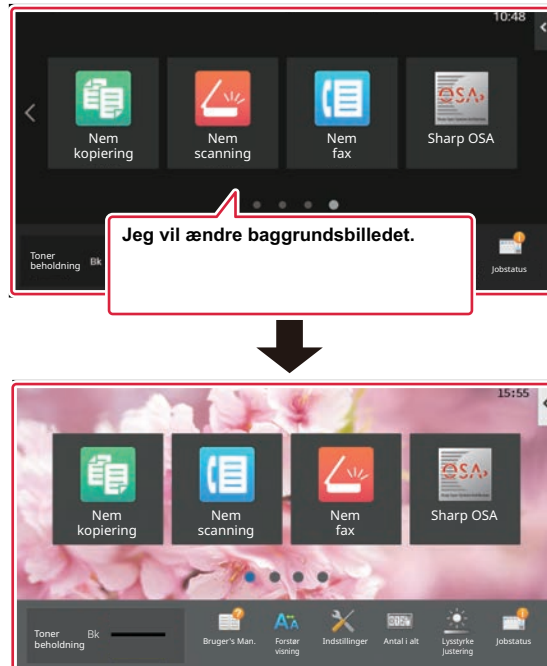 10:48
Nem
kopiering
Nem
scanning
Nem
fax
ØSA
Sharp OSA
Jeg vil ændre baggrundsbilledet.
Toner
beholdning
Bk
Jobstatus
15:55
Nem
kopiering
Nem
scanning
Nem
fax
ØSA
Sharp OSA
Toner
beholdning
Bk
Bruger's Man.
Forstør
visning
Indstillinger
Antal i alt
Lysstyrke
Justering
Jobstatus